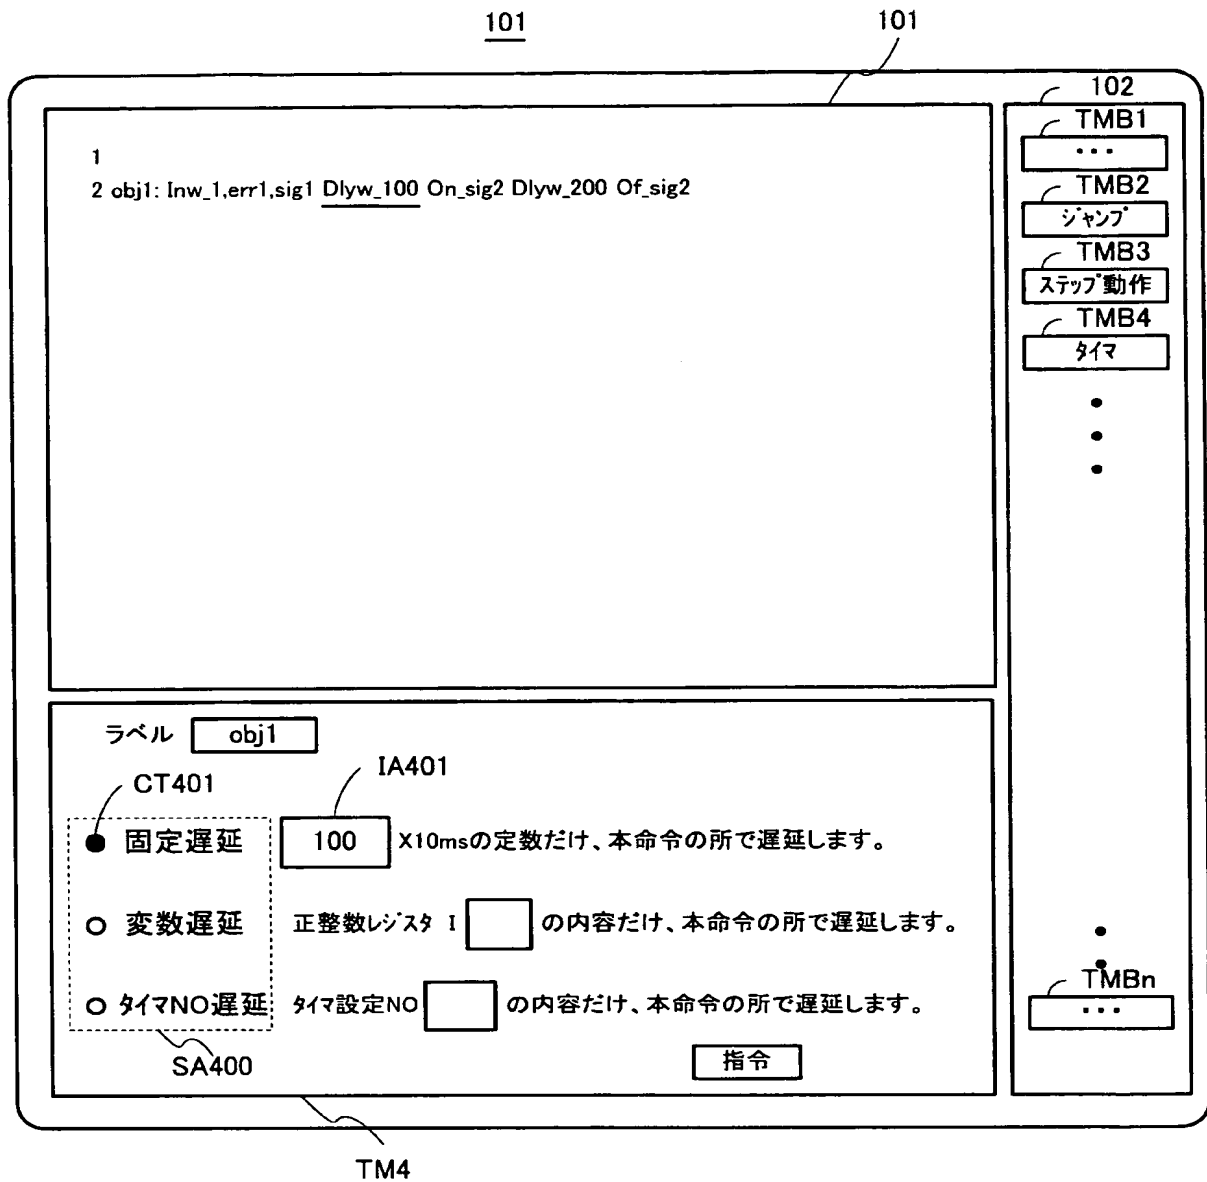 101
101
102
TMB1
・・・
TMB2
ジャンプ
TMB3
ステップ動作
TMB4
タイマ
1
2 obj1: Inw_1,err1,sig1 Dlyw_100 On_sig2 Dlyw_200 Of_sig2
ラベル obj1
CT401
IA401
固定遅延 100 X10msの定数だけ、本命令の所で遅延します。
変数遅延 正整数レジスタ I の内容だけ、本命令の所で遅延します。
タイマNO遅延 タイマ設定NO の内容だけ、本命令の所で遅延します。
SA400
指令
TMBn
・・・
TM4